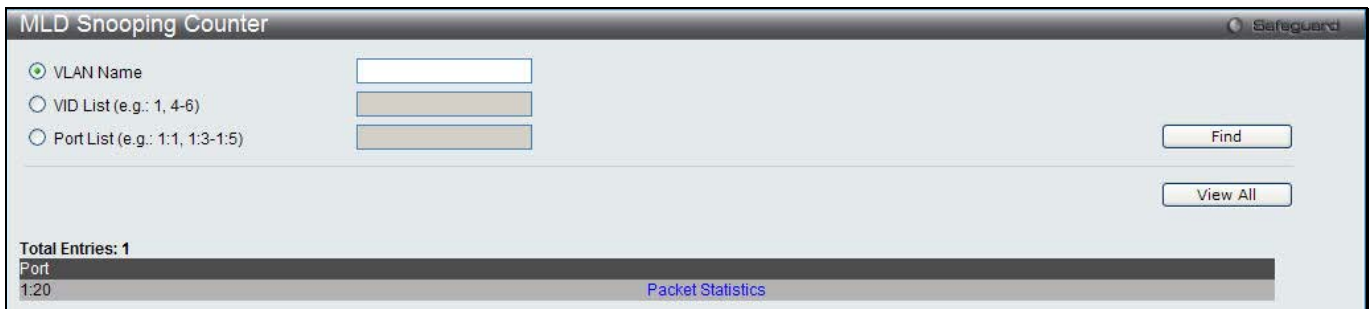 MLD Snooping Counter
Safeguard
VLAN Name
VID List (e.g.: 1, 4-6)
Port List (e.g.: 1:1, 1:3-1:5)
Find
View All
Total Entries: 1
Port
1:20 Packet Statistics